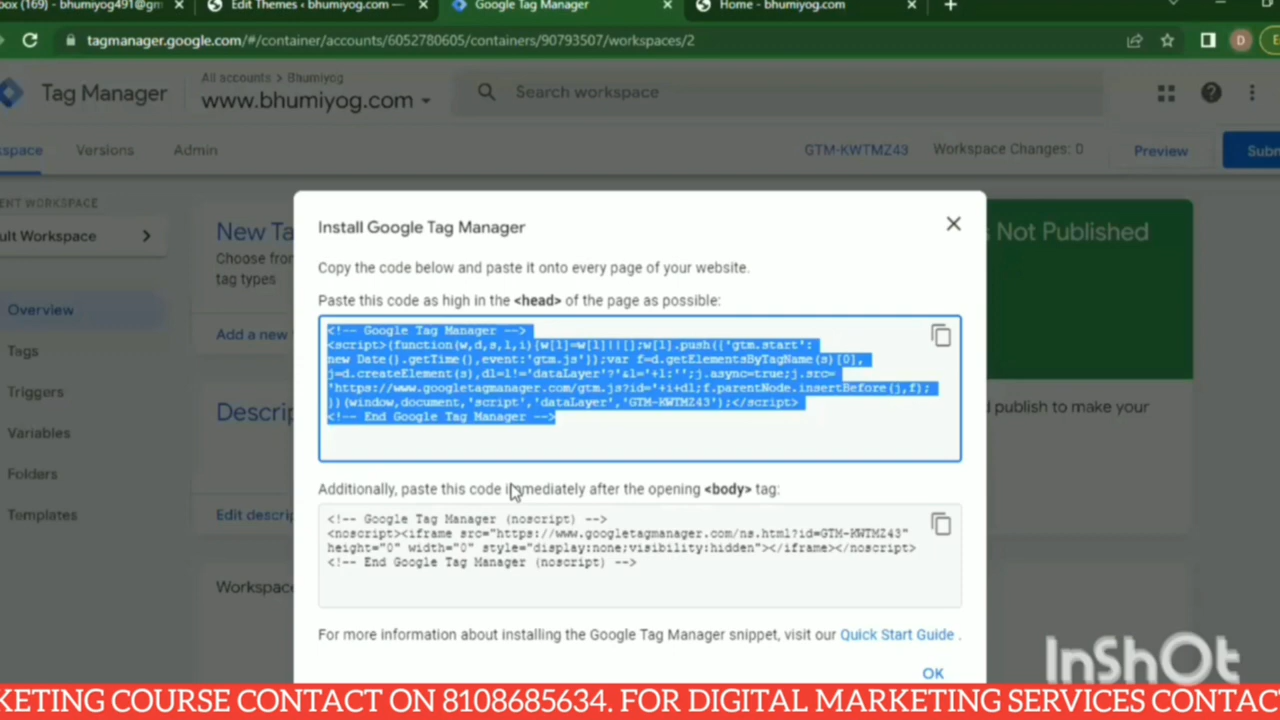 box (169) - bhumiyog491@gm
Edit Themes ‹ bhumiyog.com —
Google Tag Manager
Home - bhumiyog.com
tagmanager.google.com/#/container/accounts/6052780605/containers/90793507/workspaces/2
D
E
Tag Manager
All accounts > Bhumiyog
www.bhumiyog.com
Search workspace
space
Versions
Admin
GTM-KWTMZ43
Workspace Changes: 0
Preview
Subm
ENT WORKSPACE
ult Workspace
Overview
Tags
Triggers
Variables
Folders
Templates
New Ta
Choose from
tag types
Add a new
Descrip
Edit descrip
Workspace
s Not Published
d publish to make your
Install Google Tag Manager
Copy the code below and paste it onto every page of your website.
Paste this code as high in the <head> of the page as possible:
<!-- Google Tag Manager -->
<script>(function(w,d,s,l,i){w[l]=w[l]||[];w[l].push({'gtm.start':
new Date().getTime(),event:'gtm.js'});var f=d.getElementsByTagName(s)[0],
j=d.createElement(s),dl=l!='dataLayer'?'&l='+l:'';j.async=true;j.src=
'https://www.googletagmanager.com/gtm.js?id='+i+dl;f.parentNode.insertBefore(j,f);
})(window,document,'script','dataLayer','GTM-KWTMZ43');</script>
<!-- End Google Tag Manager -->
Additionally, paste this code immediately after the opening <body> tag:
<!-- Google Tag Manager (noscript) -->
<noscript><iframe src="https://www.googletagmanager.com/ns.html?id=GTM-KWTMZ43"
height="0" width="0" style="display:none;visibility:hidden"></iframe></noscript>
<!-- End Google Tag Manager (noscript) -->
For more information about installing the Google Tag Manager snippet, visit our Quick Start Guide .
OK
InShOt
KETING COURSE CONTACT ON 8108685634. FOR DIGITAL MARKETING SERVICES CONTAC